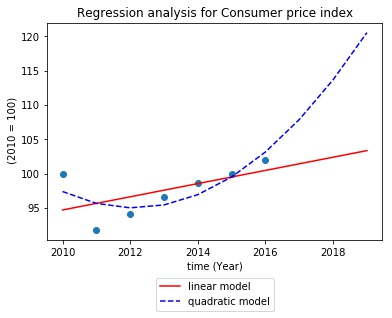 Regression analysis for Consumer price index
120
115
110
105
100
95
(2010 = 100)
2010
2012
2014
2016
2018
time (Year)
linear model
quadratic model